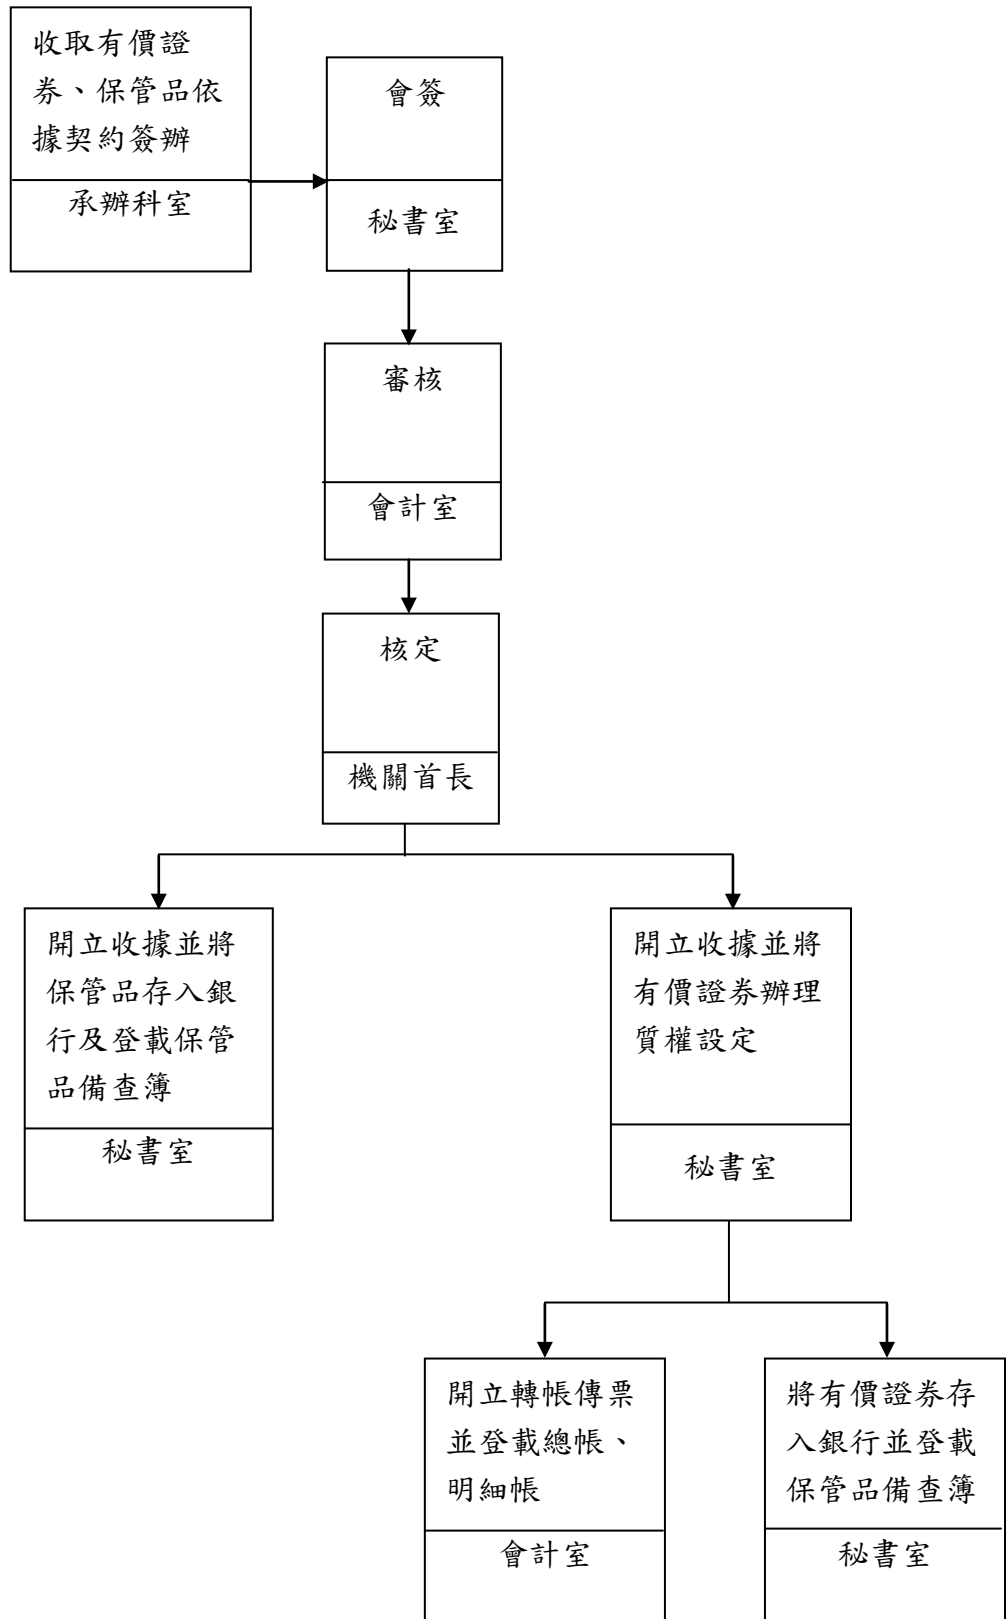 收取有價證
券、保管品依
據契約簽辦
承辦科室
會簽
秘書室
審核
會計室
核定
機關首長
開立收據並將
保管品存入銀
行及登載保管
品備查簿
秘書室
開立收據並將
有價證券辦理
質權設定
秘書室
開立轉帳傳票
並登載總帳、
明細帳
會計室
將有價證券存
入銀行並登載
保管品備查簿
秘書室